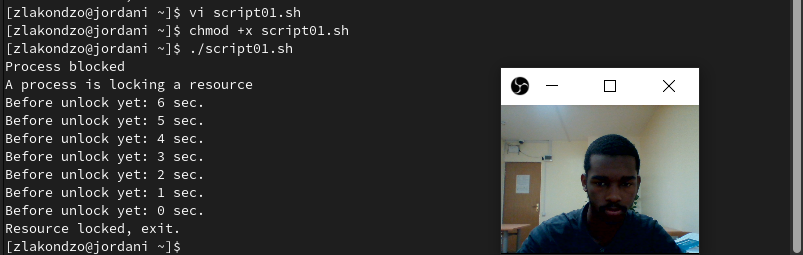 [zlakondzo@jordani ~]$ vi script01.sh
[zlakondzo@jordani ~]$ chmod +x script01.sh
[zlakondzo@jordani ~]$ ./script01.sh
Process blocked
A process is locking a resource
Before unlock yet: 6 sec.
Before unlock yet: 5 sec.
Before unlock yet: 4 sec.
Before unlock yet: 3 sec.
Before unlock yet: 2 sec.
Before unlock yet: 1 sec.
Before unlock yet: 0 sec.
Resource locked, exit.
[zlakondzo@jordani ~]$